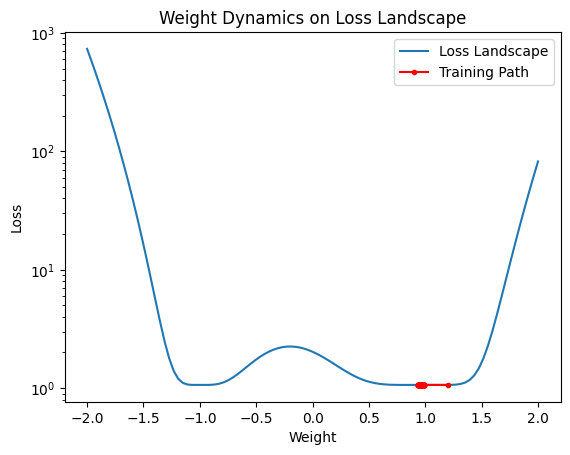 Weight Dynamics on Loss Landscape
Loss Landscape
Training Path
10³
10²
10¹
10⁰
Loss
-2.0 -1.5 -1.0 -0.5 0.0 0.5 1.0 1.5 2.0
Weight